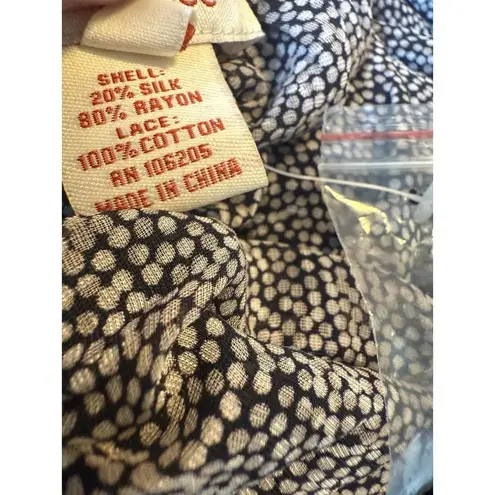 SHELL:
20% SILK
80% RAYON
LACE:
100% COTTON
RN 106205
MADE IN CHINA